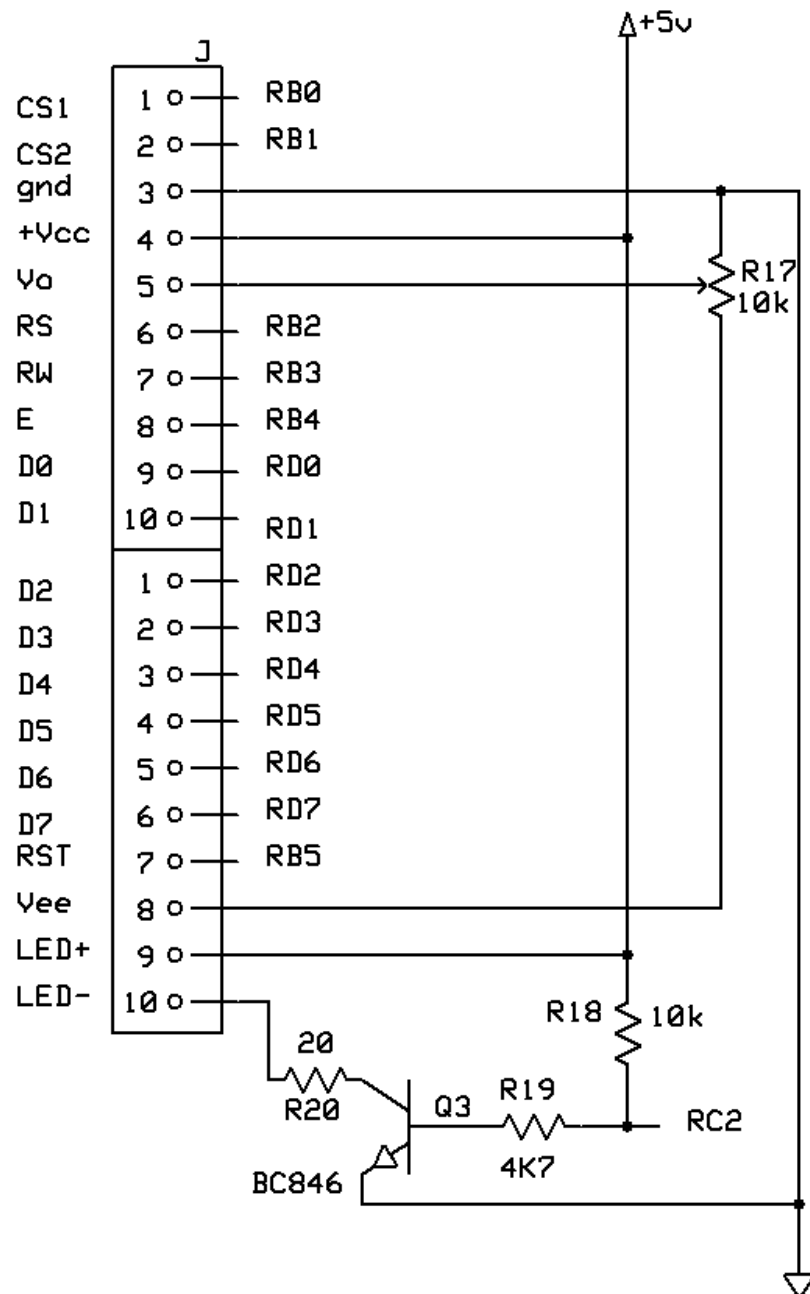 +5v
J
CS1 1 RB0
CS2 2 RB1
gnd 3
+Vcc 4
Vo 5 R17
10k
RS 6 RB2
RW 7 RB3
E 8 RB4
D0 9 RD0
D1 10 RD1
D2 1 RD2
D3 2 RD3
D4 3 RD4
D5 4 RD5
D6 5 RD6
D7 6 RD7
RST 7 RB5
Vee 8
LED+ 9
LED- 10 R18 10k
20
R20 Q3 R19 RC2
BC846 4K7